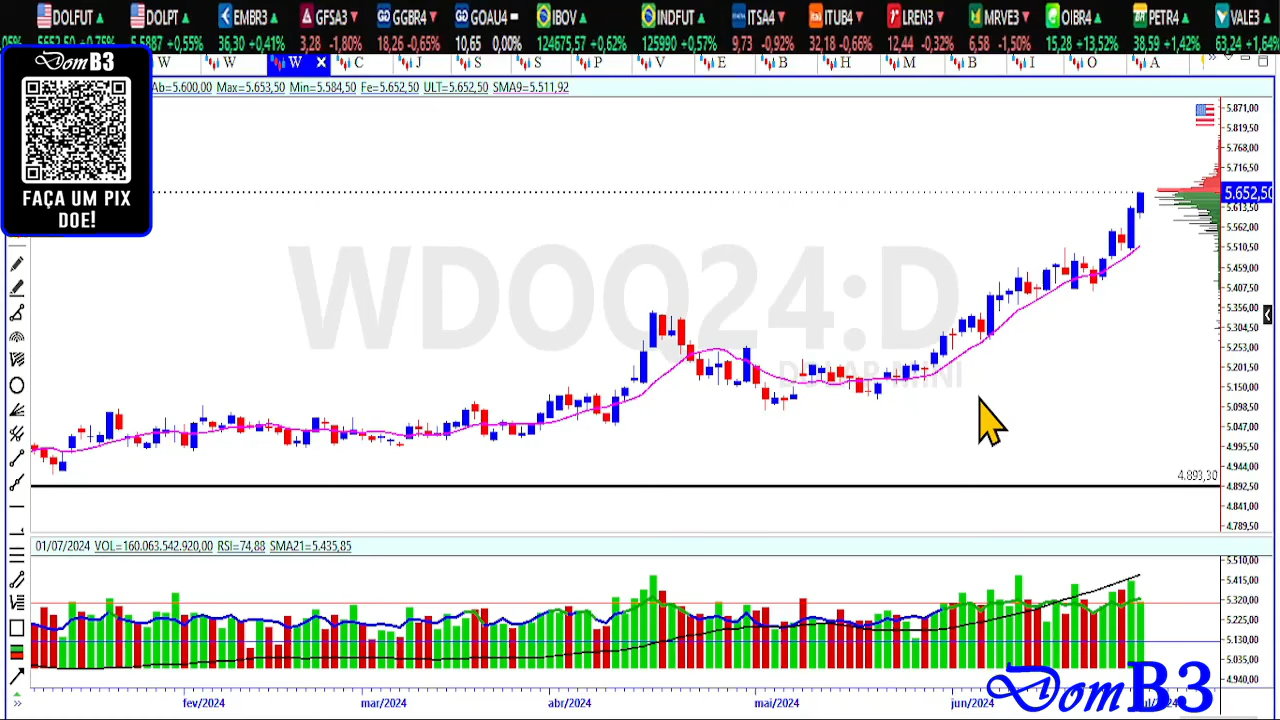 DOLFUT▲ DOLPT▲ EMBR3▲ GFSA3▼ GGBR4▼ GOAU4 IBOV▲ INDFUT▲ ITSA4▼ ITUB4▼ LREN3▼ MRVE3▼ OIBR4▲ PETR4▲ VALE3
+0,75% 5.5887 +0,55% 36,30 +0,41% 3,28 -1,80% 18,26 -0,65% 10,65 0,00% 124675,57 +0,62% 125990 +0,57% 9,73 -0,92% 32,18 -0,66% 12,44 -0,32% 6,58 -1,50% 15,28 +13,52% 38,59 +1,42% 63,24
W W W X C J S S P V E B H M B I O A
DomB3
FAÇA UM PIX
DOE!
Ab=5.600,00 Max=5.653,50 Min=5.584,50 Fe=5.652,50 ULT=5.652,50 SMA9=5.511,92
WDOQ24:D
5.871,00
5.819,50
5.768,00
5.716,50
5.652,50
5.613,50
5.562,00
5.510,50
5.459,00
5.407,50
5.356,00
5.304,50
5.253,00
5.201,50
5.150,00
5.098,50
5.047,00
4.995,50
4.944,00
4.893,30
4.892,50
4.841,00
4.789,50
01/07/2024 VOL=160.063.542.920,00 RSI=74,88 SMA21=5.435,85
5.510,00
5.415,00
5.320,00
5.225,00
5.130,00
5.035,00
4.940,00
fev/2024 mar/2024 abr/2024 mai/2024 jun/2024
DomB3